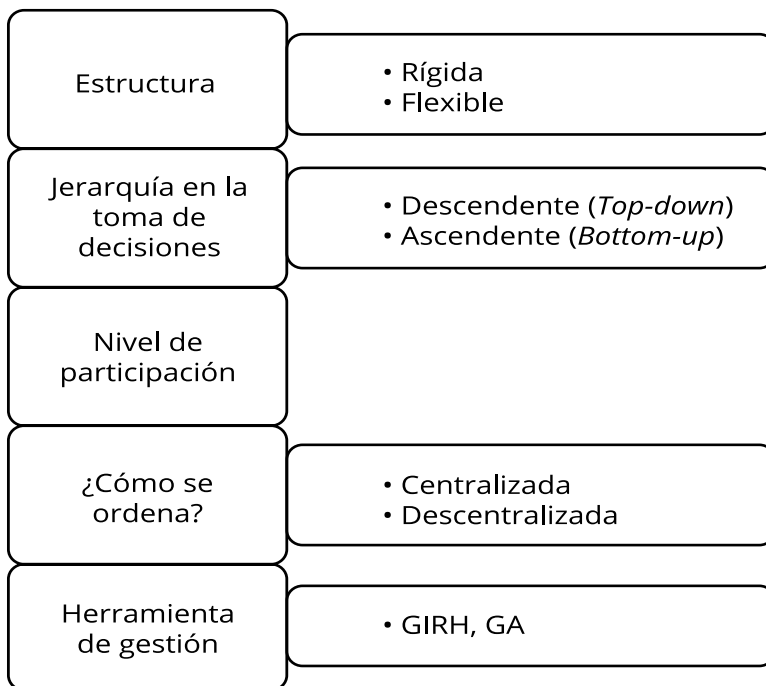 Estructura
• Rígida
• Flexible
Jerarquía en la
toma de
decisiones
• Descendente (Top-down)
• Ascendente (Bottom-up)
Nivel de
participación
¿Cómo se
ordena?
• Centralizada
• Descentralizada
Herramienta
de gestión
• GIRH, GA